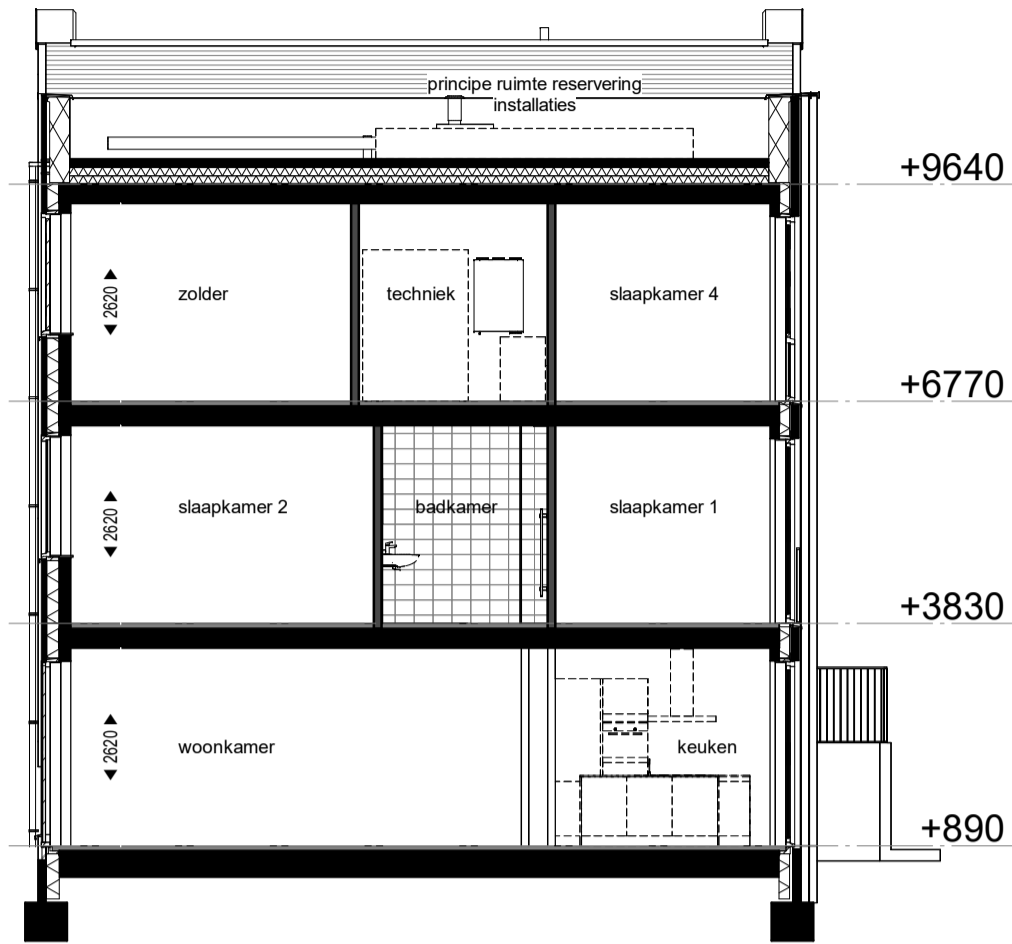 principe ruimte reservering
installaties
+9640
2620
zolder
techniek
slaapkamer 4
+6770
2620
slaapkamer 2
badkamer
slaapkamer 1
+3830
2620
woonkamer
keuken
+890